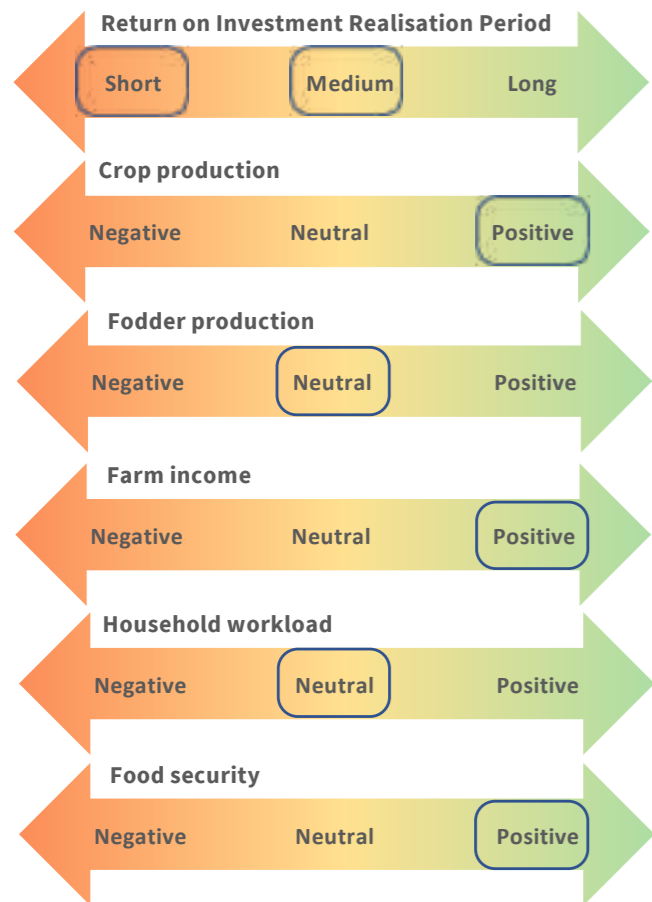 Return on Investment Realisation Period
Short Medium Long
Crop production
Negative Neutral Positive
Fodder production
Negative Neutral Positive
Farm income
Negative Neutral Positive
Household workload
Negative Neutral Positive
Food security
Negative Neutral Positive